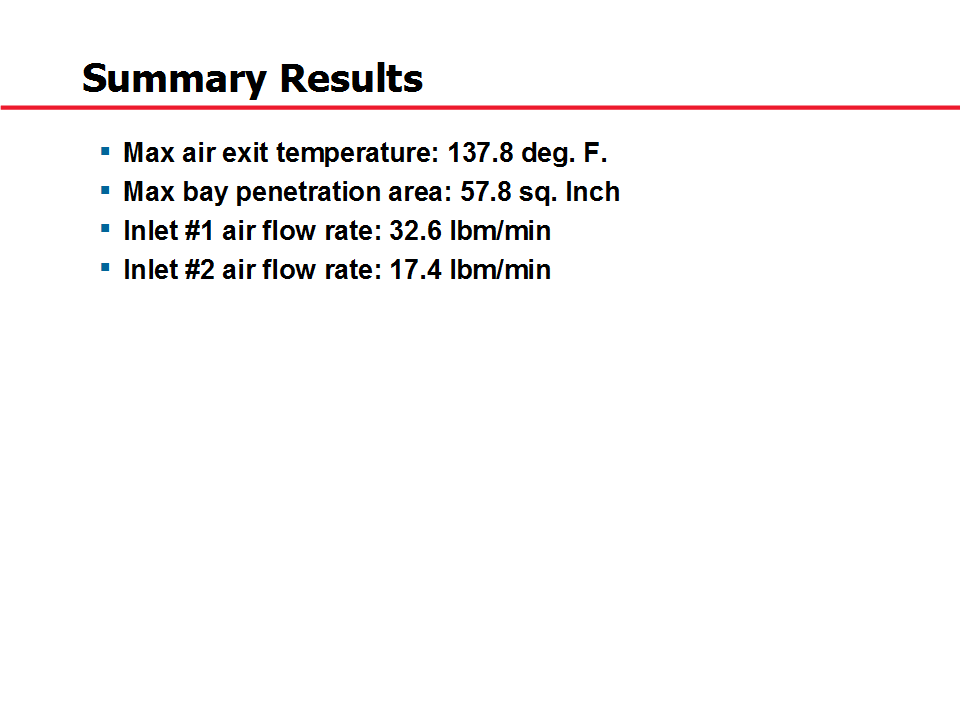 Summary Results
▪ Max air exit temperature: 137.8 deg. F.
▪ Max bay penetration area: 57.8 sq. Inch
▪ Inlet #1 air flow rate: 32.6 lbm/min
▪ Inlet #2 air flow rate: 17.4 lbm/min